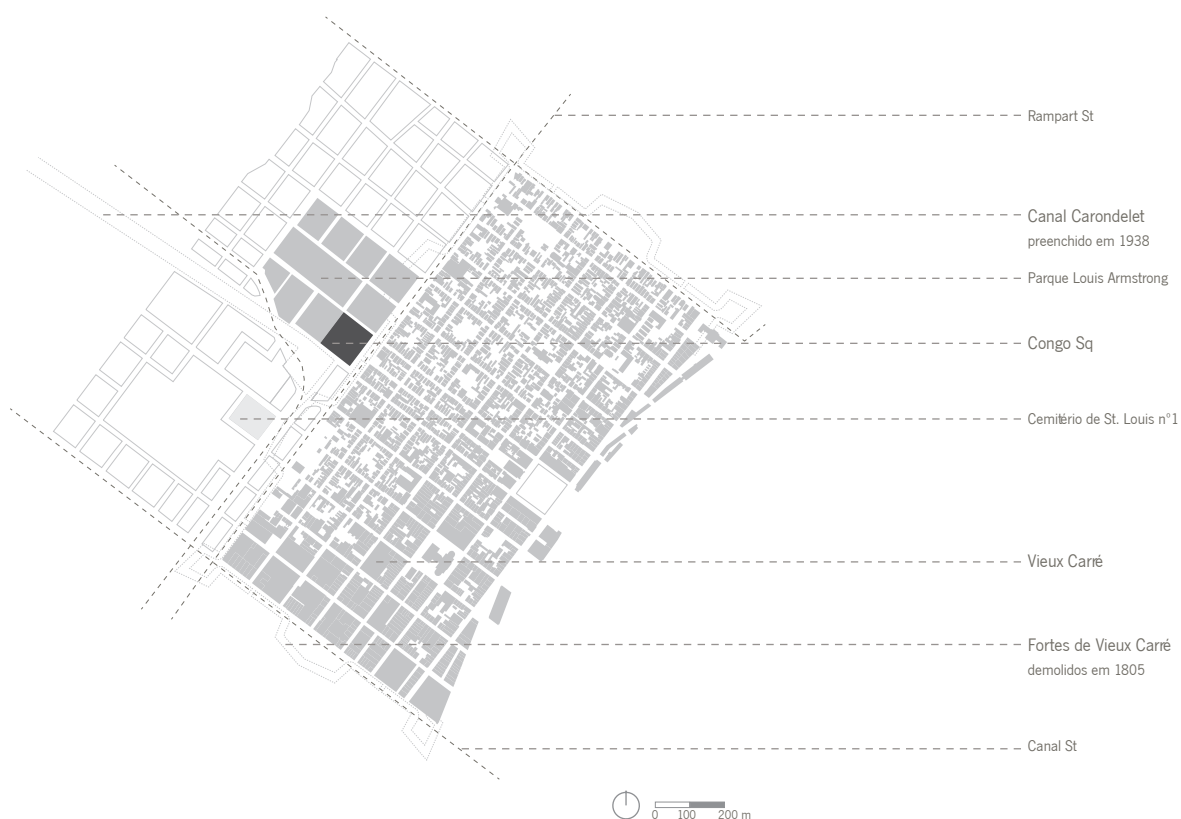 Rampart St
Canal Carondelet
preenchido em 1938
Parque Louis Armstrong
Congo Sq
Cemitério de St. Louis nº1
Vieux Carré
Fortes de Vieux Carré
demolidos em 1805
Canal St
0 100 200 m